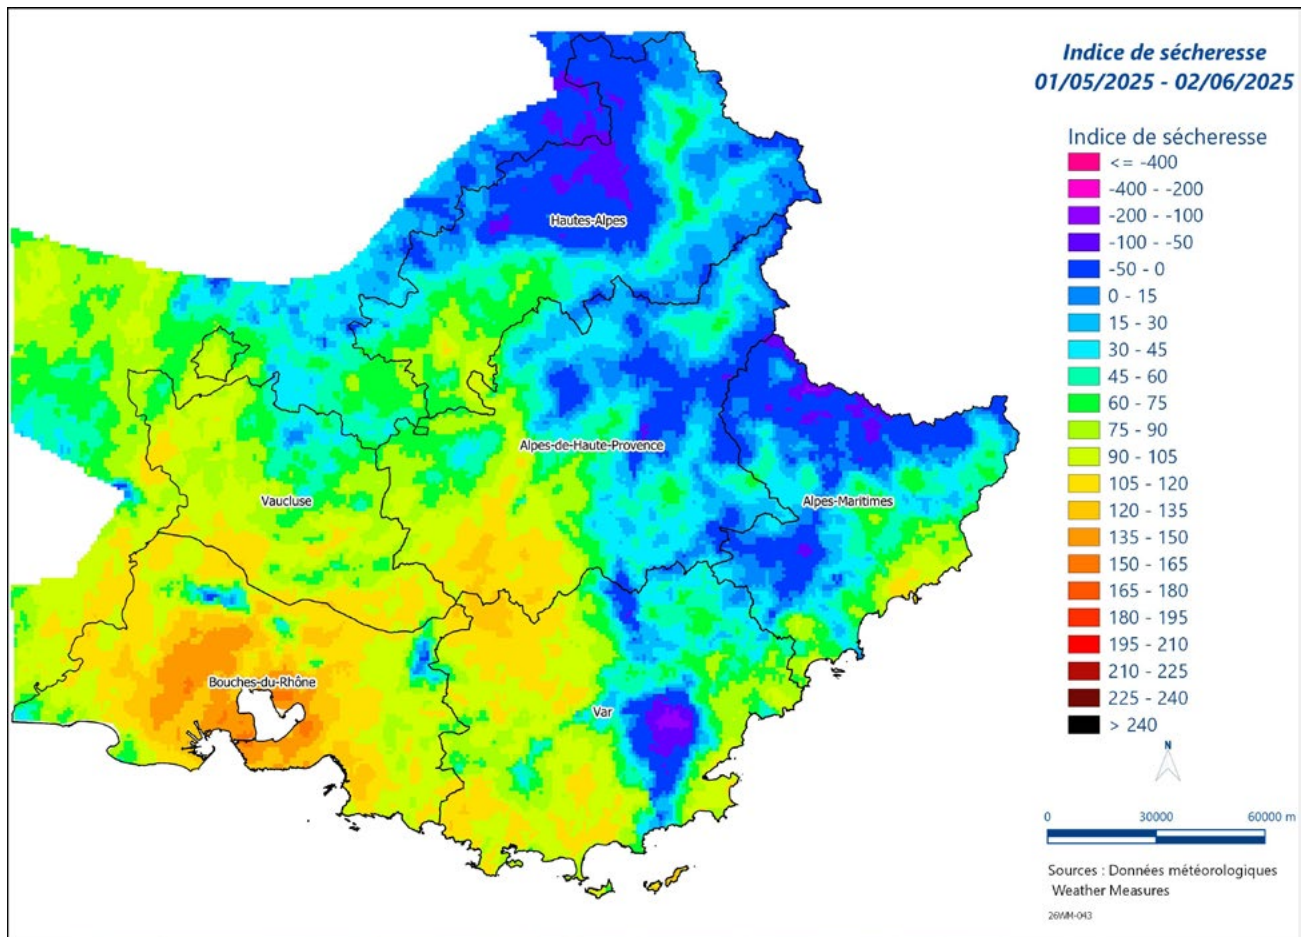 Indice de sécheresse
01/05/2025 - 02/06/2025
Indice de sécheresse
<= -400
-400 - -200
-200 - -100
-100 - -50
-50 - 0
0 - 15
15 - 30
30 - 45
45 - 60
60 - 75
75 - 90
90 - 105
105 - 120
120 - 135
135 - 150
150 - 165
165 - 180
180 - 195
195 - 210
210 - 225
225 - 240
> 240
Hautes-Alpes
Alpes-de-Haute-Provence
Vaucluse
Alpes-Maritimes
Bouches-du-Rhône
Var
N
0 30000 60000 m
Sources : Données météorologiques
Weather Measures
26WM-043